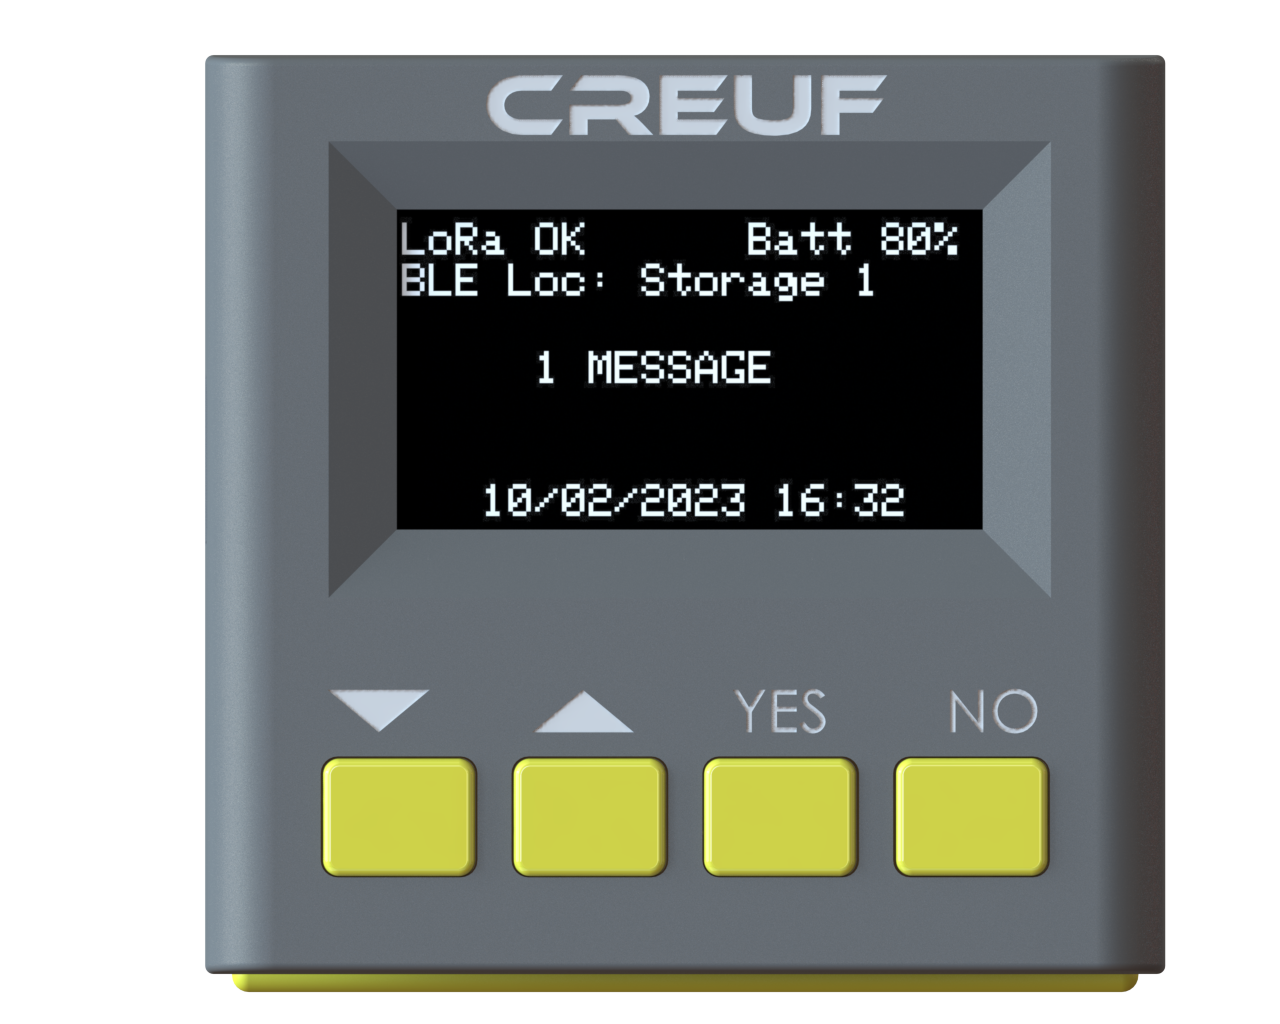 CREUF
LoRa OK Batt 80%
BLE Loc: Storage 1
1 MESSAGE
10/02/2023 16:32
YES NO